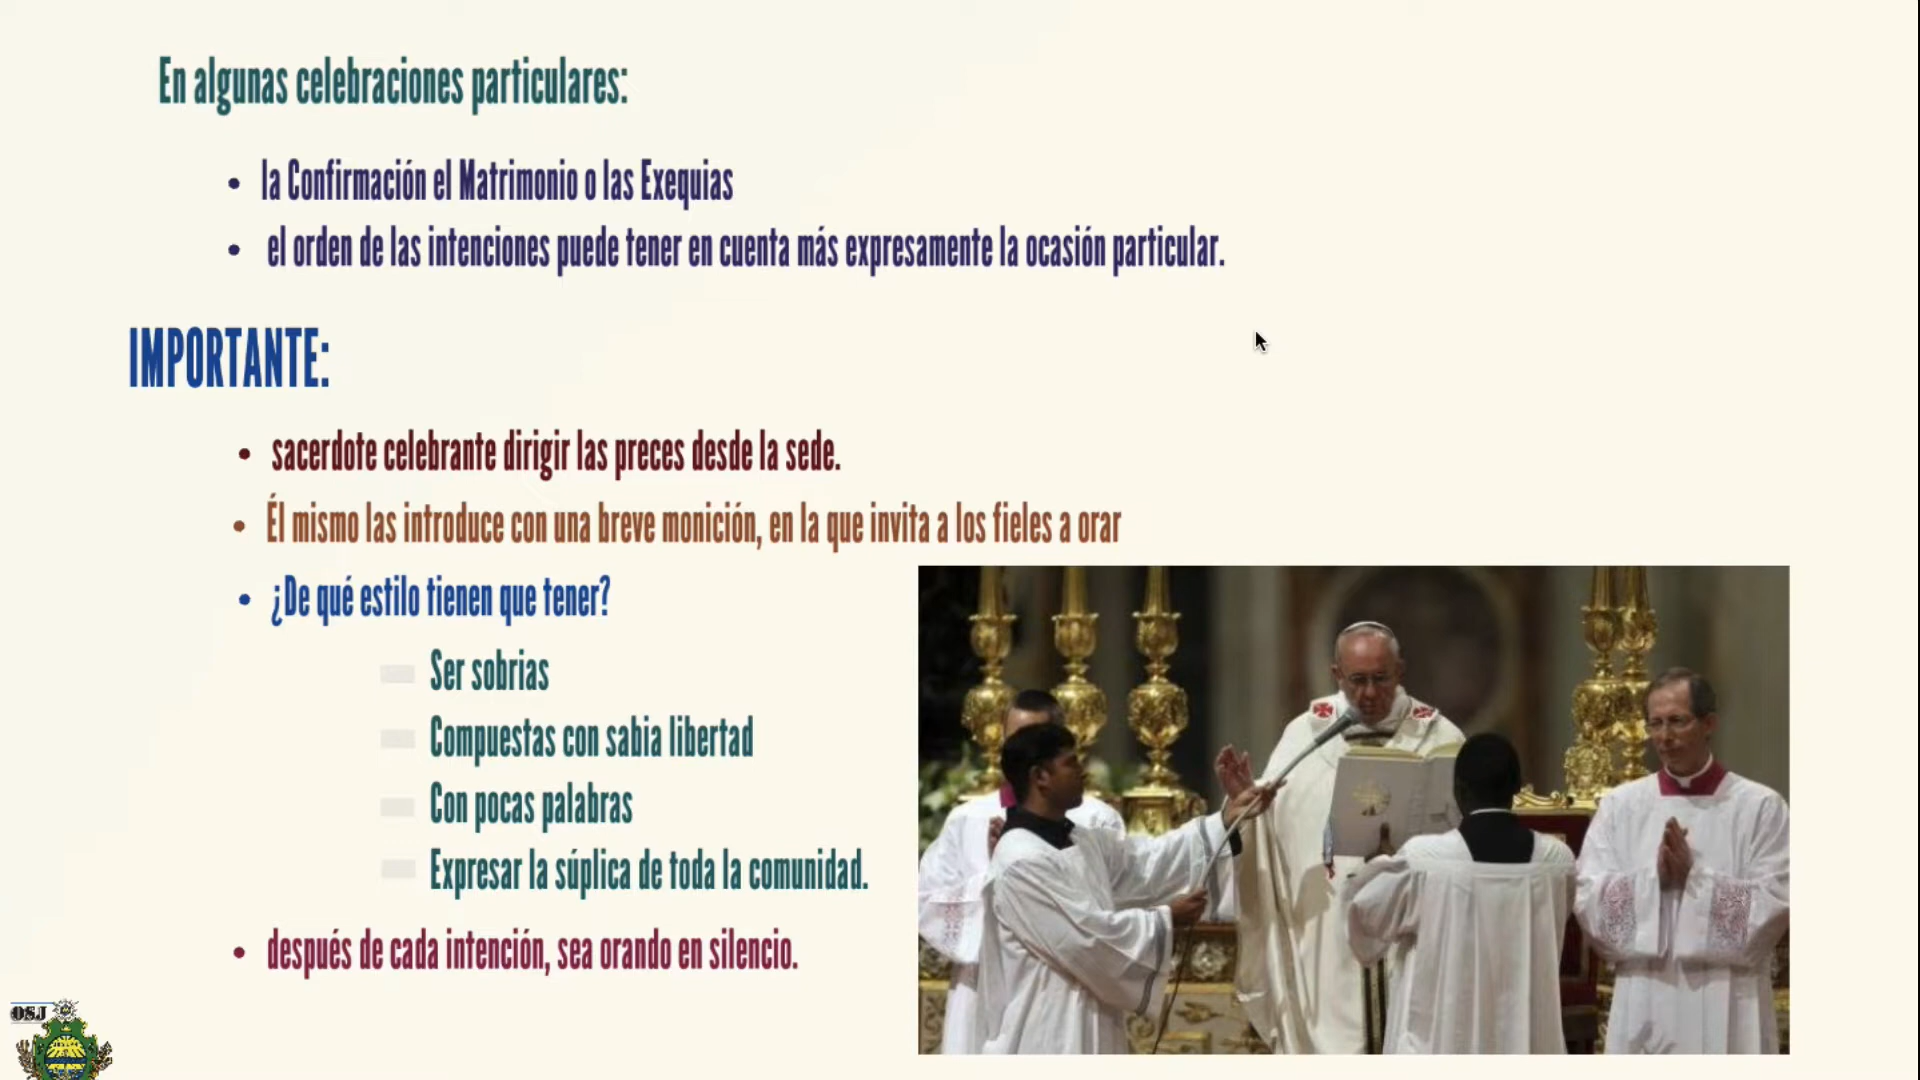 En algunas celebraciones particulares:
• la Confirmación el Matrimonio o las Exequias
• el orden de las intenciones puede tener en cuenta más expresamente la ocasión particular.
IMPORTANTE:
• sacerdote celebrante dirigir las preces desde la sede.
• Él mismo las introduce con una breve monición, en la que invita a los fieles a orar
• ¿De qué estilo tienen que tener?
Ser sobrias
Compuestas con sabia libertad
Con pocas palabras
Expresar la súplica de toda la comunidad.
• después de cada intención, sea orando en silencio.
OSJ